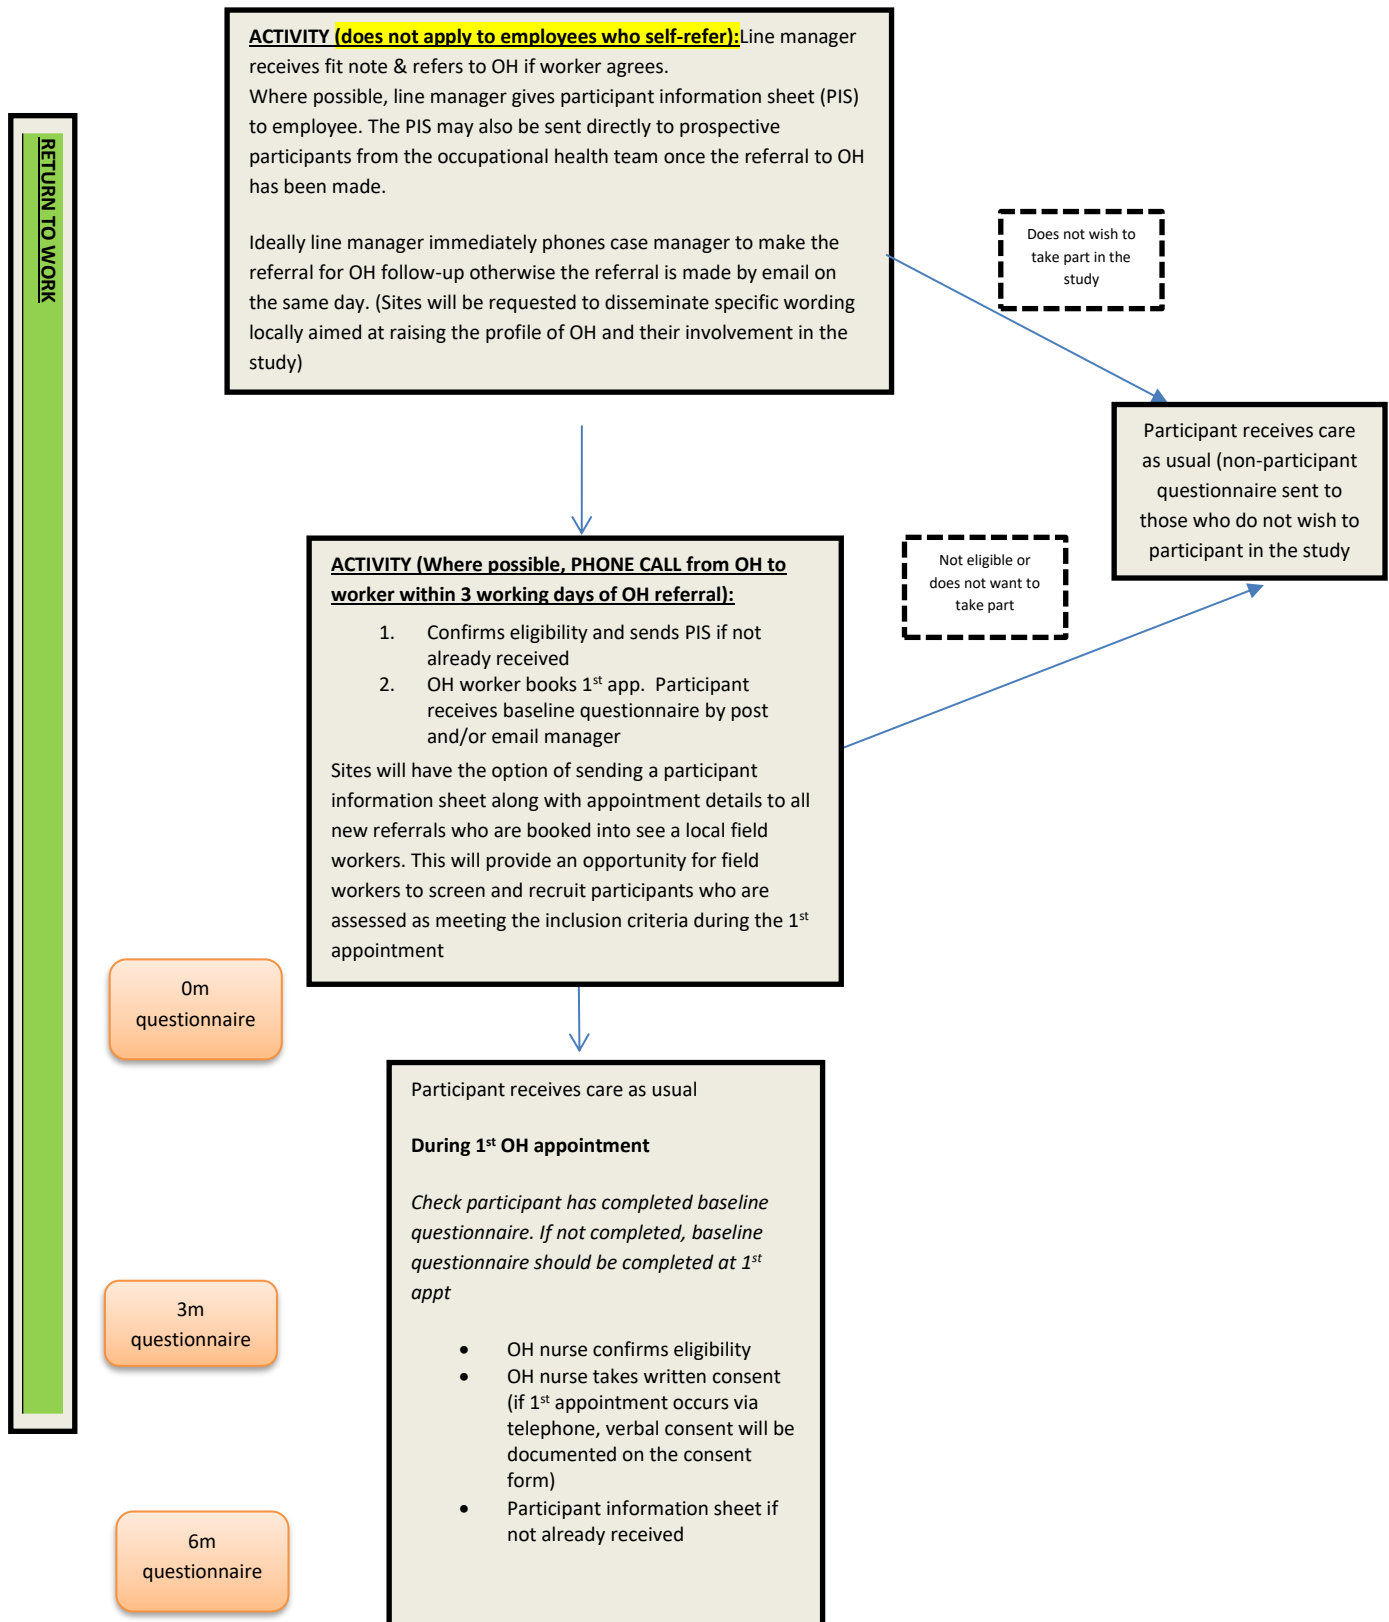 ACTIVITY (does not apply to employees who self-refer):Line manager
receives fit note & refers to OH if worker agrees.
Where possible, line manager gives participant information sheet (PIS)
to employee. The PIS may also be sent directly to prospective
participants from the occupational health team once the referral to OH
has been made.
Ideally line manager immediately phones case manager to make the
referral for OH follow-up otherwise the referral is made by email on
the same day. (Sites will be requested to disseminate specific wording
locally aimed at raising the profile of OH and their involvement in the
study)
RETURN TO WORK
Does not wish to
take part in the
study
Participant receives care
as usual (non-participant
questionnaire sent to
those who do not wish to
participant in the study
ACTIVITY (Where possible, PHONE CALL from OH to
worker within 3 working days of OH referral):
1. Confirms eligibility and sends PIS if not
already received
2. OH worker books 1st app. Participant
receives baseline questionnaire by post
and/or email manager
Sites will have the option of sending a participant
information sheet along with appointment details to all
new referrals who are booked into see a local field
workers. This will provide an opportunity for field
workers to screen and recruit participants who are
assessed as meeting the inclusion criteria during the 1st
appointment
Not eligible or
does not want to
take part
0m
questionnaire
Participant receives care as usual
During 1st OH appointment
Check participant has completed baseline
questionnaire. If not completed, baseline
questionnaire should be completed at 1st
appt
• OH nurse confirms eligibility
• OH nurse takes written consent
(if 1st appointment occurs via
telephone, verbal consent will be
documented on the consent
form)
• Participant information sheet if
not already received
3m
questionnaire
6m
questionnaire